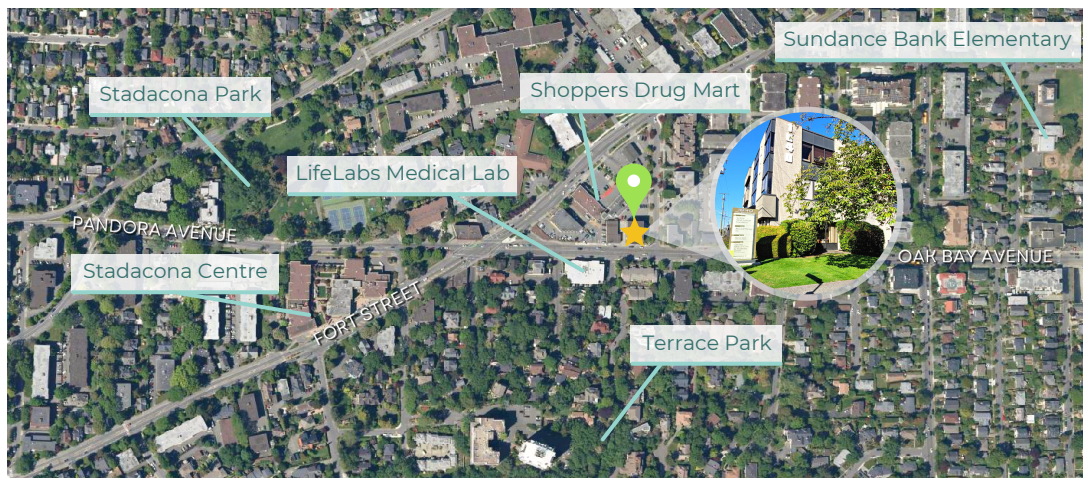 Sundance Bank Elementary
Stadacona Park
Shoppers Drug Mart
LifeLabs Medical Lab
PANDORA AVENUE
OAK BAY AVENUE
Stadacona Centre
FORT STREET
Terrace Park